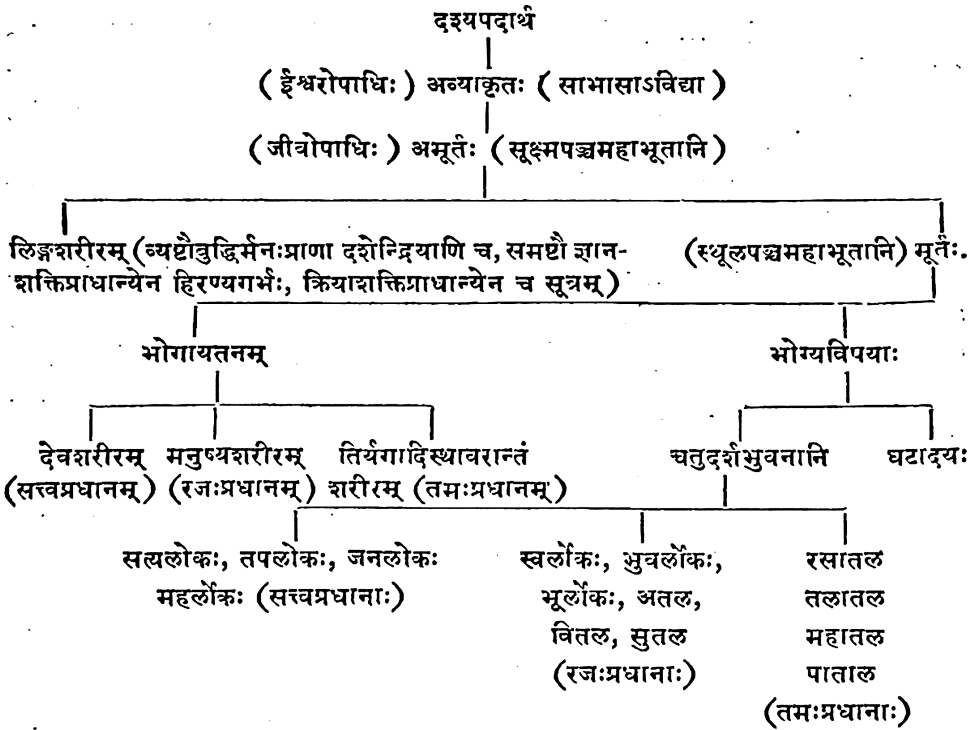 दृश्यपदार्थ
(ईश्वरोपाधिः) अव्याकृतः (साभासाऽविद्या)
(जीवोपाधिः) अमूर्तः (सूक्ष्मपञ्चमहाभूतानि)
लिङ्गशरीरम् (व्यष्टौबुद्धिर्मनःप्राणा दशेन्द्रियाणि च, समष्टौ ज्ञान-
शक्तिप्राधान्येन हिरण्यगर्भः, क्रियाशक्तिप्राधान्येन च सूत्रम्)
(स्थूलपञ्चमहाभूतानि) मूर्तः.
भोगायतनम्
भोग्यविषयाः
देवशरीरम्
(सत्त्वप्रधानम्)
मनुष्यशरीरम्
(रजःप्रधानम्)
तिर्यगादिस्थावरान्तं
शरीरम् (तमःप्रधानम्)
चतुर्दशभुवनानि
घटादयः
सत्यलोकः, तपलोकः, जनलोकः
महर्लोकः (सत्त्वप्रधानाः)
स्वर्लोकः, भुवर्लोकः,
भूर्लोकः, अतल,
वितल, सुतल
(रजःप्रधानाः)
रसातल
तलातल
महातल
पाताल
(तमःप्रधानाः)